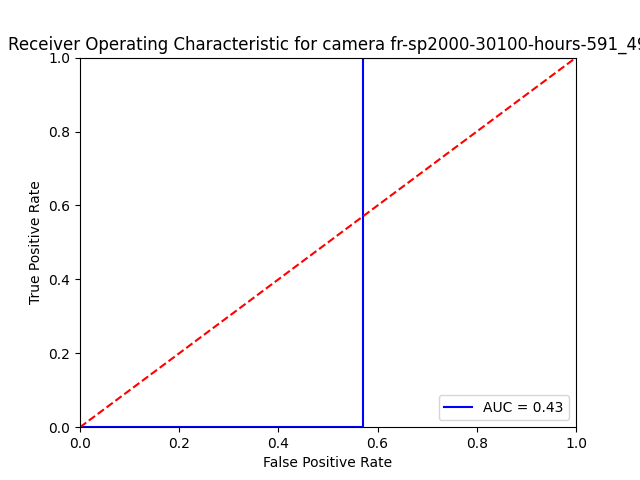 Receiver Operating Characteristic for camera fr-sp2000-30100-hours-591_49
1.0
0.8
0.6
0.4
0.2
0.0
True Positive Rate
AUC = 0.43
0.0 0.2 0.4 0.6 0.8 1.0
False Positive Rate